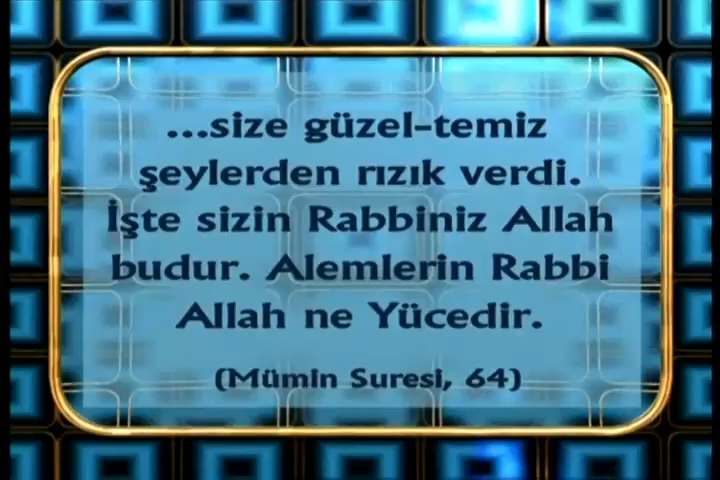 ...size güzel-temiz
şeylerden rızık verdi.
İşte sizin Rabbiniz Allah
budur. Alemlerin Rabbi
Allah ne Yücedir.
(Mümin Suresi, 64)